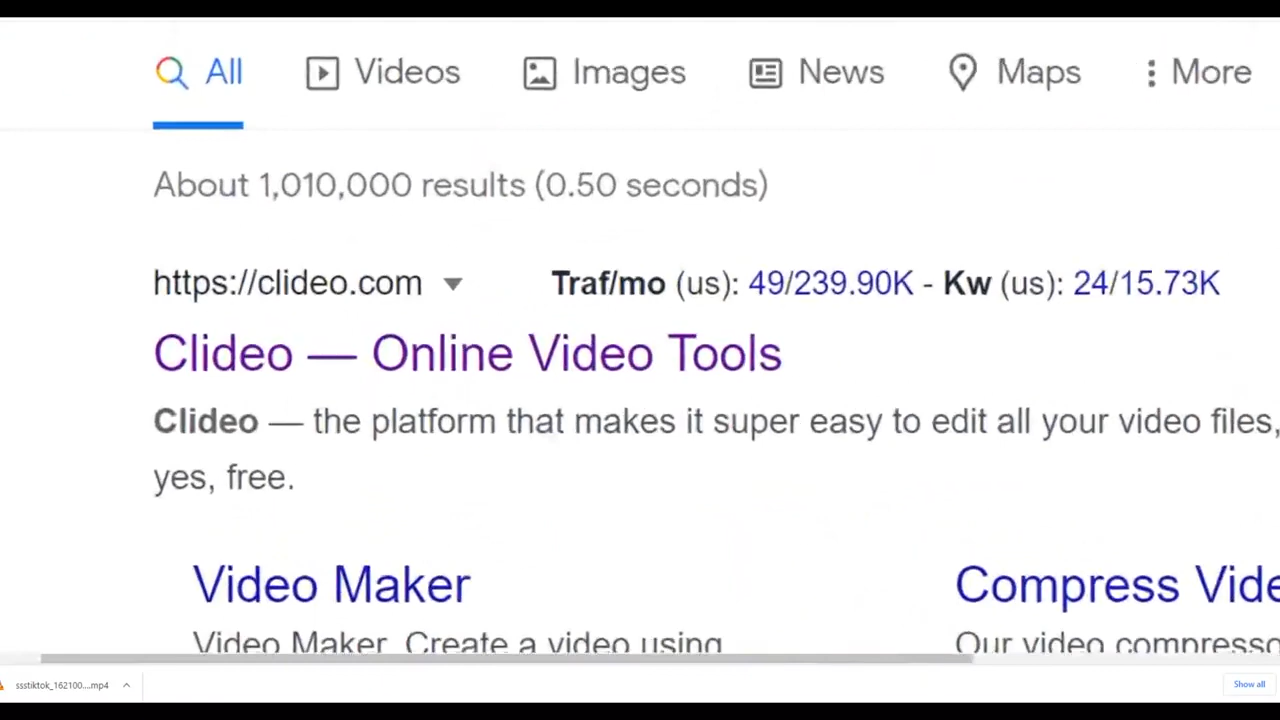 All Videos Images News Maps More
About 1,010,000 results (0.50 seconds)
https://clideo.com Traf/mo (us): 49/239.90K - Kw (us): 24/15.73K
Clideo — Online Video Tools
Clideo — the platform that makes it super easy to edit all your video files,
yes, free.
Video Maker Compress Vide
Video Maker. Create a video using Our video compresso
ssstiktok_162100....mp4 Show all